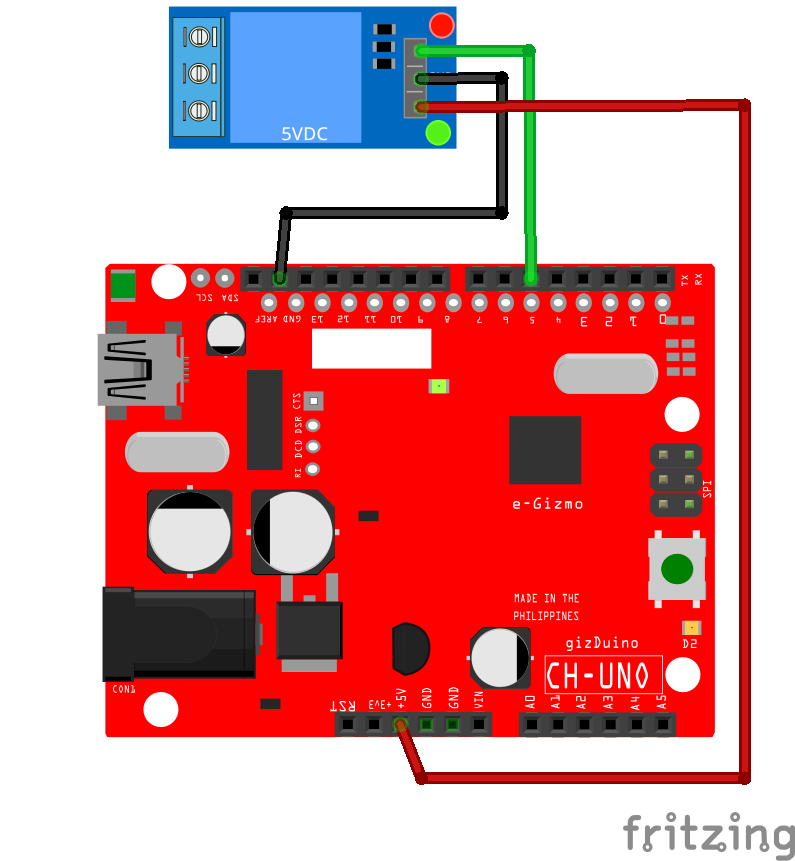 5VDC
SCL SDA
TX
RX
AREF GND 13 12 11 10 9 8 7 6 5 4 3 2 1 0
CTS
DSR
DCD
RI
SPI
e-Gizmo
MADE IN THE
PHILIPPINES
gizDuino
CH-UNO
D2
CON1
RST +3V3 +5V GND GND VIN A0 A1 A2 A3 A4 A5
fritzing